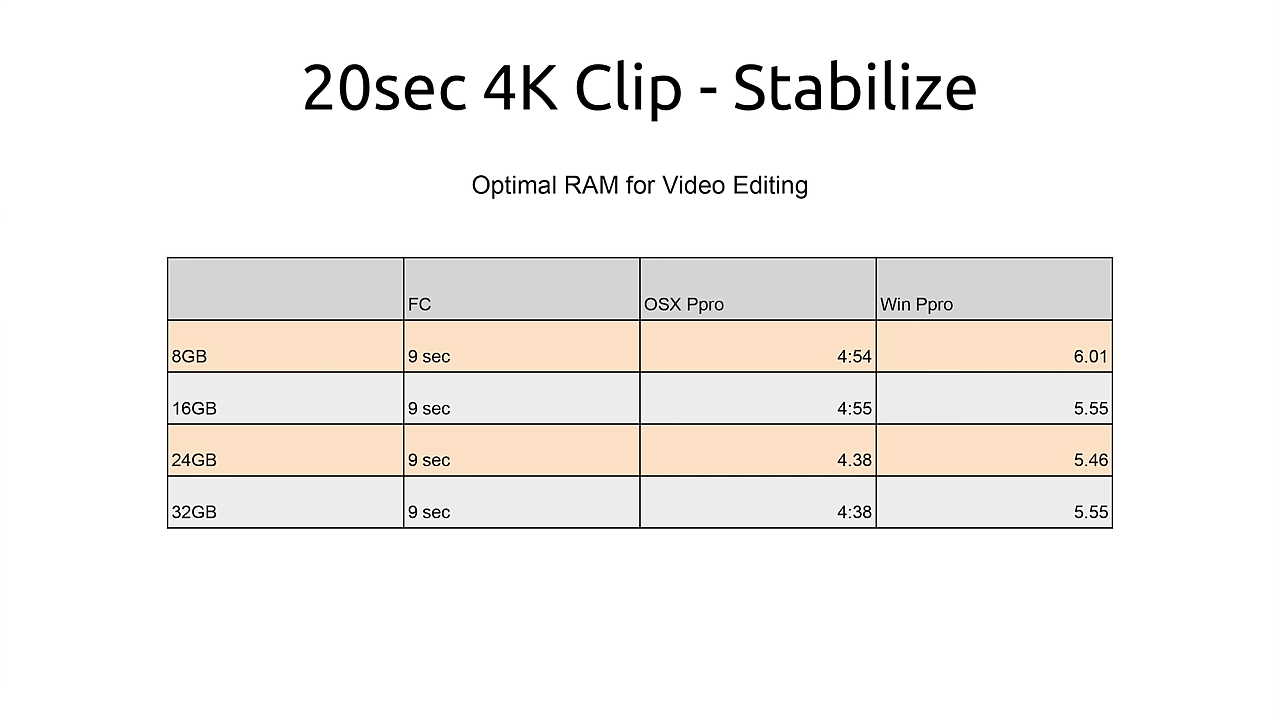 20sec 4K Clip - Stabilize
Optimal RAM for Video Editing
FC OSX Ppro Win Ppro
8GB 9 sec 4:54 6.01
16GB 9 sec 4:55 5.55
24GB 9 sec 4.38 5.46
32GB 9 sec 4:38 5.55